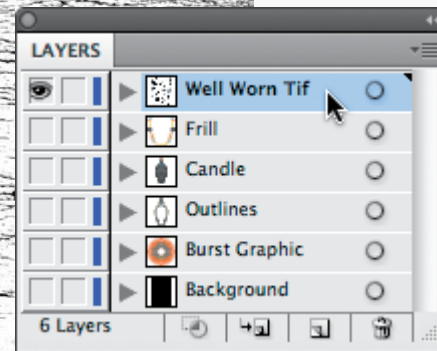 LAYERS
Well Worn Tif
Frill
Candle
Outlines
Burst Graphic
Background
6 Layers